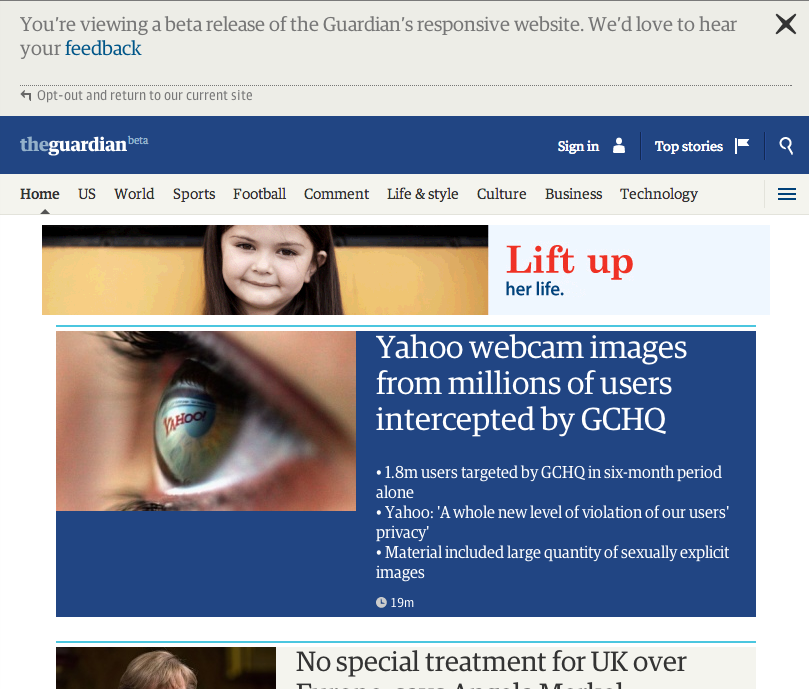 You're viewing a beta release of the Guardian's responsive website. We'd love to hear
your feedback
Opt-out and return to our current site
theguardian beta
Sign in
Top stories
Home US World Sports Football Comment Life & style Culture Business Technology
Lift up
her life.
YAHOO!
Yahoo webcam images
from millions of users
intercepted by GCHQ
• 1.8m users targeted by GCHQ in six-month period
alone
• Yahoo: 'A whole new level of violation of our users'
privacy'
• Material included large quantity of sexually explicit
images
19m
No special treatment for UK over
Europe, says Angela Merkel